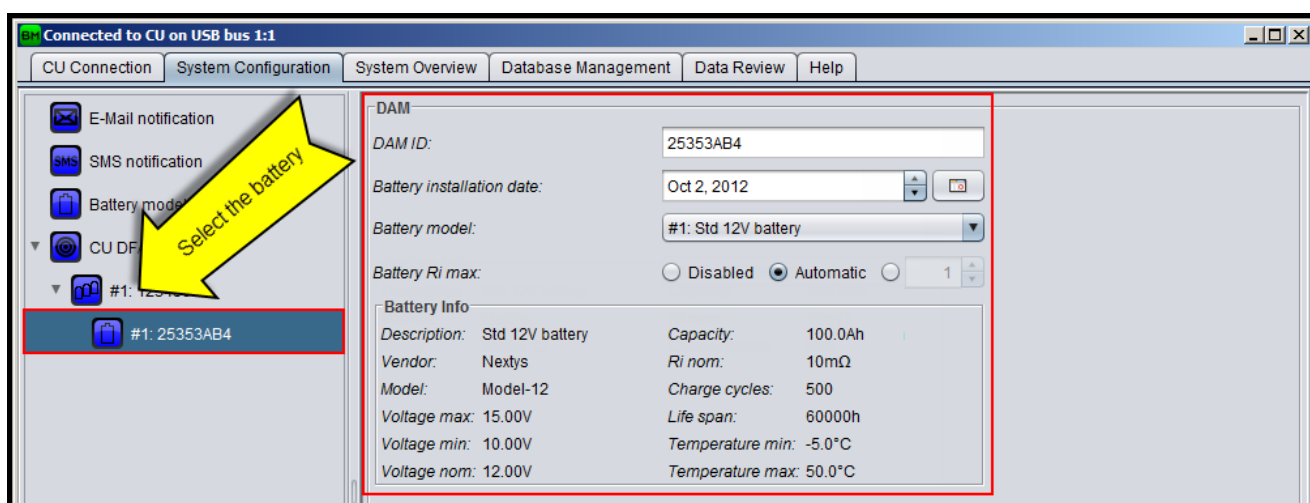 BM Connected to CU on USB bus 1:1
CU Connection System Configuration System Overview Database Management Data Review Help
E-Mail notification
SMS SMS notification
Battery
CU
#1:
#1: 25353AB4
Select the battery
DAM
DAM ID: 25353AB4
Battery installation date: Oct 2, 2012
Battery model: #1: Std 12V battery
Battery Ri max: Disabled Automatic 1
Battery Info
Description: Std 12V battery Capacity: 100.0Ah
Vendor: Nextys Ri nom: 10mΩ
Model: Model-12 Charge cycles: 500
Voltage max: 15.00V Life span: 60000h
Voltage min: 10.00V Temperature min: -5.0°C
Voltage nom: 12.00V Temperature max: 50.0°C